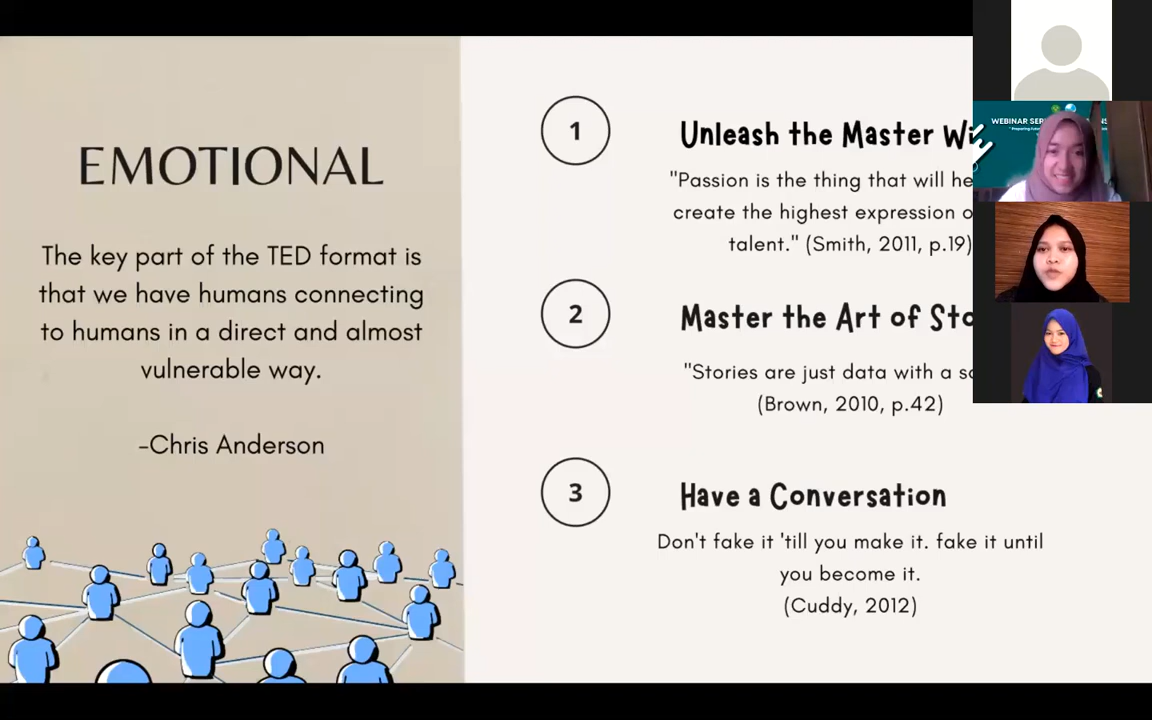 EMOTIONAL
The key part of the TED format is
that we have humans connecting
to humans in a direct and almost
vulnerable way.
-Chris Anderson
1
Unleash the Master
"Passion is the thing that will
create the highest expression
talent." (Smith, 2011, p.19)
2
Master the Art of
"Stories are just data with a
(Brown, 2010, p.42)
3
Have a Conversation
Don't fake it 'till you make it. fake it until
you become it.
(Cuddy, 2012)
WEBINAR